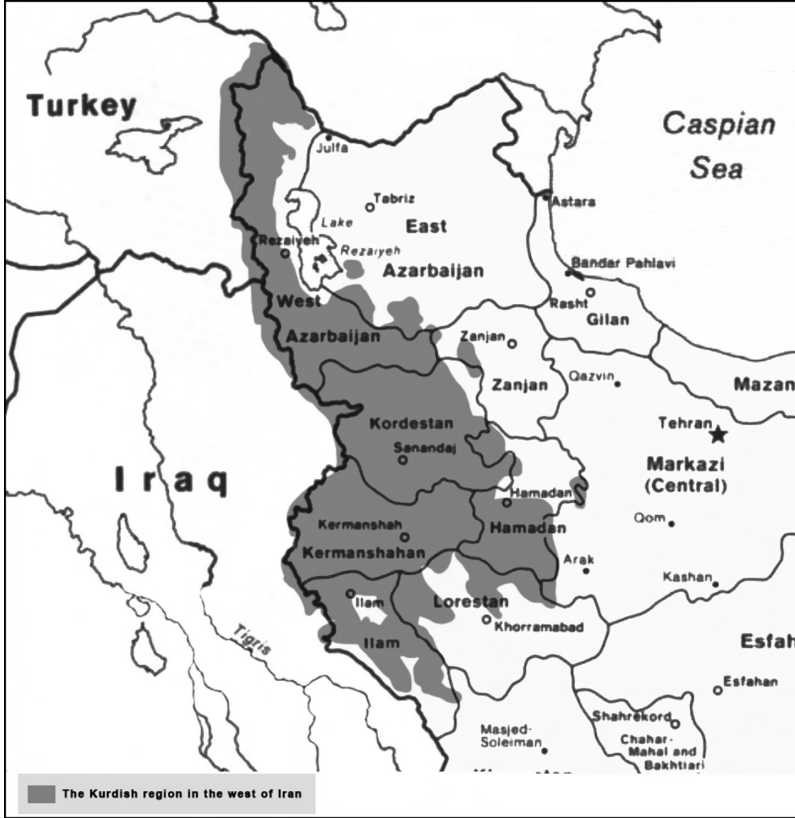 Turkey
Caspian
Sea
Julfa
Tabriz
Astara
Lake
East
Rezaiyeh
Rezaiyeh
Azarbaijan
Bandar Pahlavi
West
Rasht
Gilan
Azarbaijan
Zanjan
Zanjan
Qazvin
Mazan
Kordestan
Tehran
Sanandaj
Markazi
(Central)
Iraq
Hamadan
Hamadan
Qom
Kermanshah
Kermanshahan
Arak
Kashan
Ilam
Lorestan
Khorramabad
Tigris
Ilam
Esfah
Esfahan
Shahrekord
Masjed-
Soleiman
Chahar-
Mahal and
Bakhtiari
The Kurdish region in the west of Iran